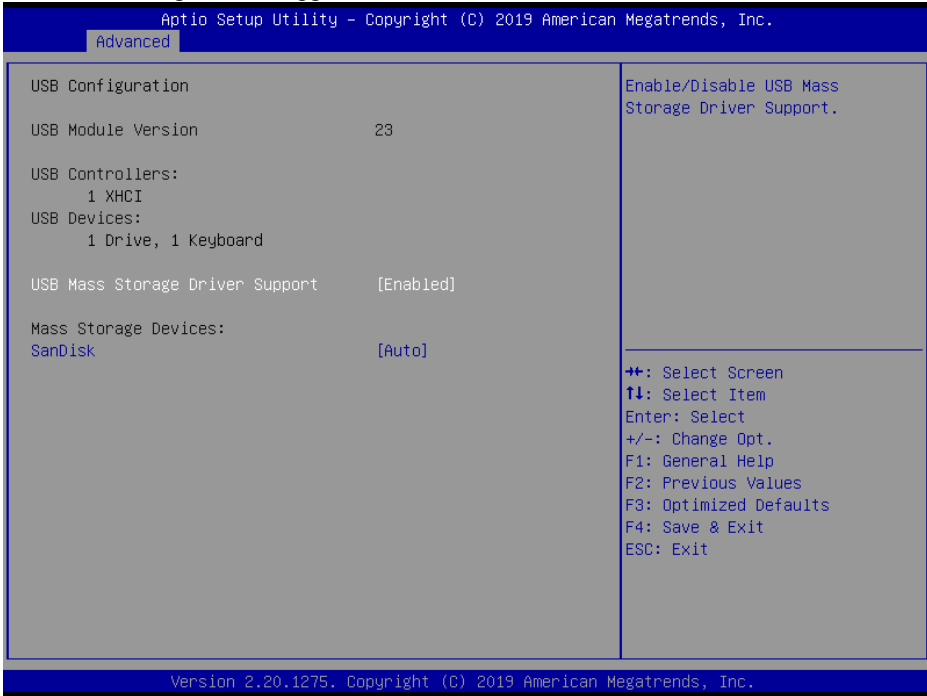 Aptio Setup Utility – Copyright (C) 2019 American Megatrends, Inc.
Advanced
USB Configuration
USB Module Version 23
USB Controllers:
1 XHCI
USB Devices:
1 Drive, 1 Keyboard
USB Mass Storage Driver Support [Enabled]
Mass Storage Devices:
SanDisk [Auto]
Enable/Disable USB Mass
Storage Driver Support.
→←: Select Screen
↑↓: Select Item
Enter: Select
+/-: Change Opt.
F1: General Help
F2: Previous Values
F3: Optimized Defaults
F4: Save & Exit
ESC: Exit
Version 2.20.1275. Copyright (C) 2019 American Megatrends, Inc.